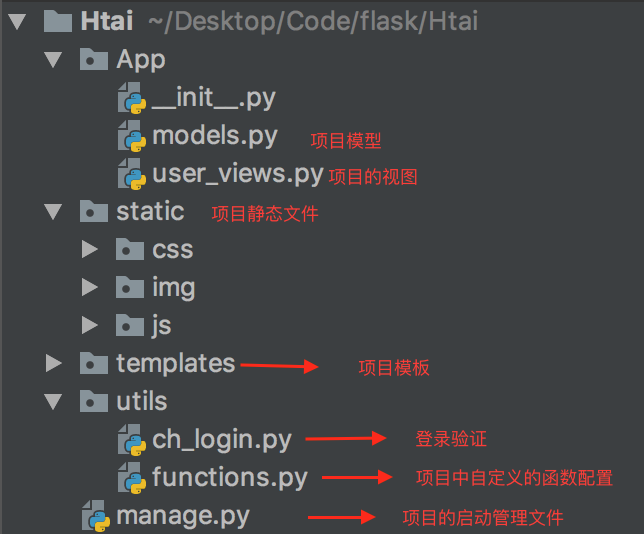 Htai ~/Desktop/Code/flask/Htai
App
__init__.py
models.py 项目模型
user_views.py 项目的视图
static 项目静态文件
css
img
js
templates 项目模板
utils
ch_login.py 登录验证
functions.py 项目中自定义的函数配置
manage.py 项目的启动管理文件